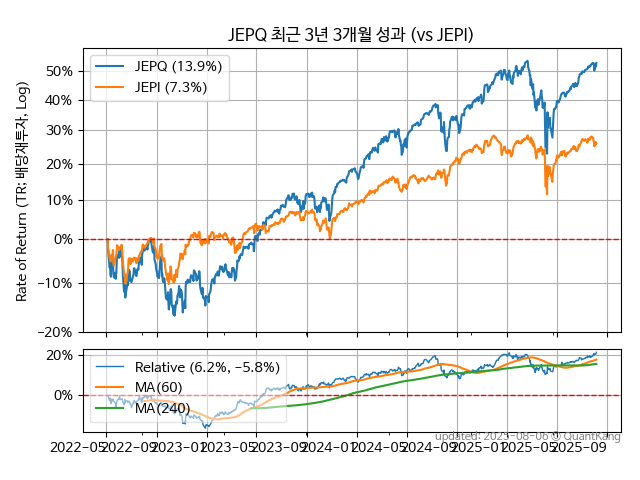 JEPQ 최근 3년 3개월 성과 (vs JEPI)
Rate of Return (TR: 배당재투자, Log)
50%
40%
30%
20%
10%
0%
−10%
−20%
JEPQ (13.9%)
JEPI (7.3%)
20%
0%
Relative (6.2%, −5.8%)
MA(60)
MA(240)
updated: 2025-08-06 © QuantKang
2022-05
2022-09
2023-01
2023-05
2023-09
2024-01
2024-05
2024-09
2025-01
2025-05
2025-09